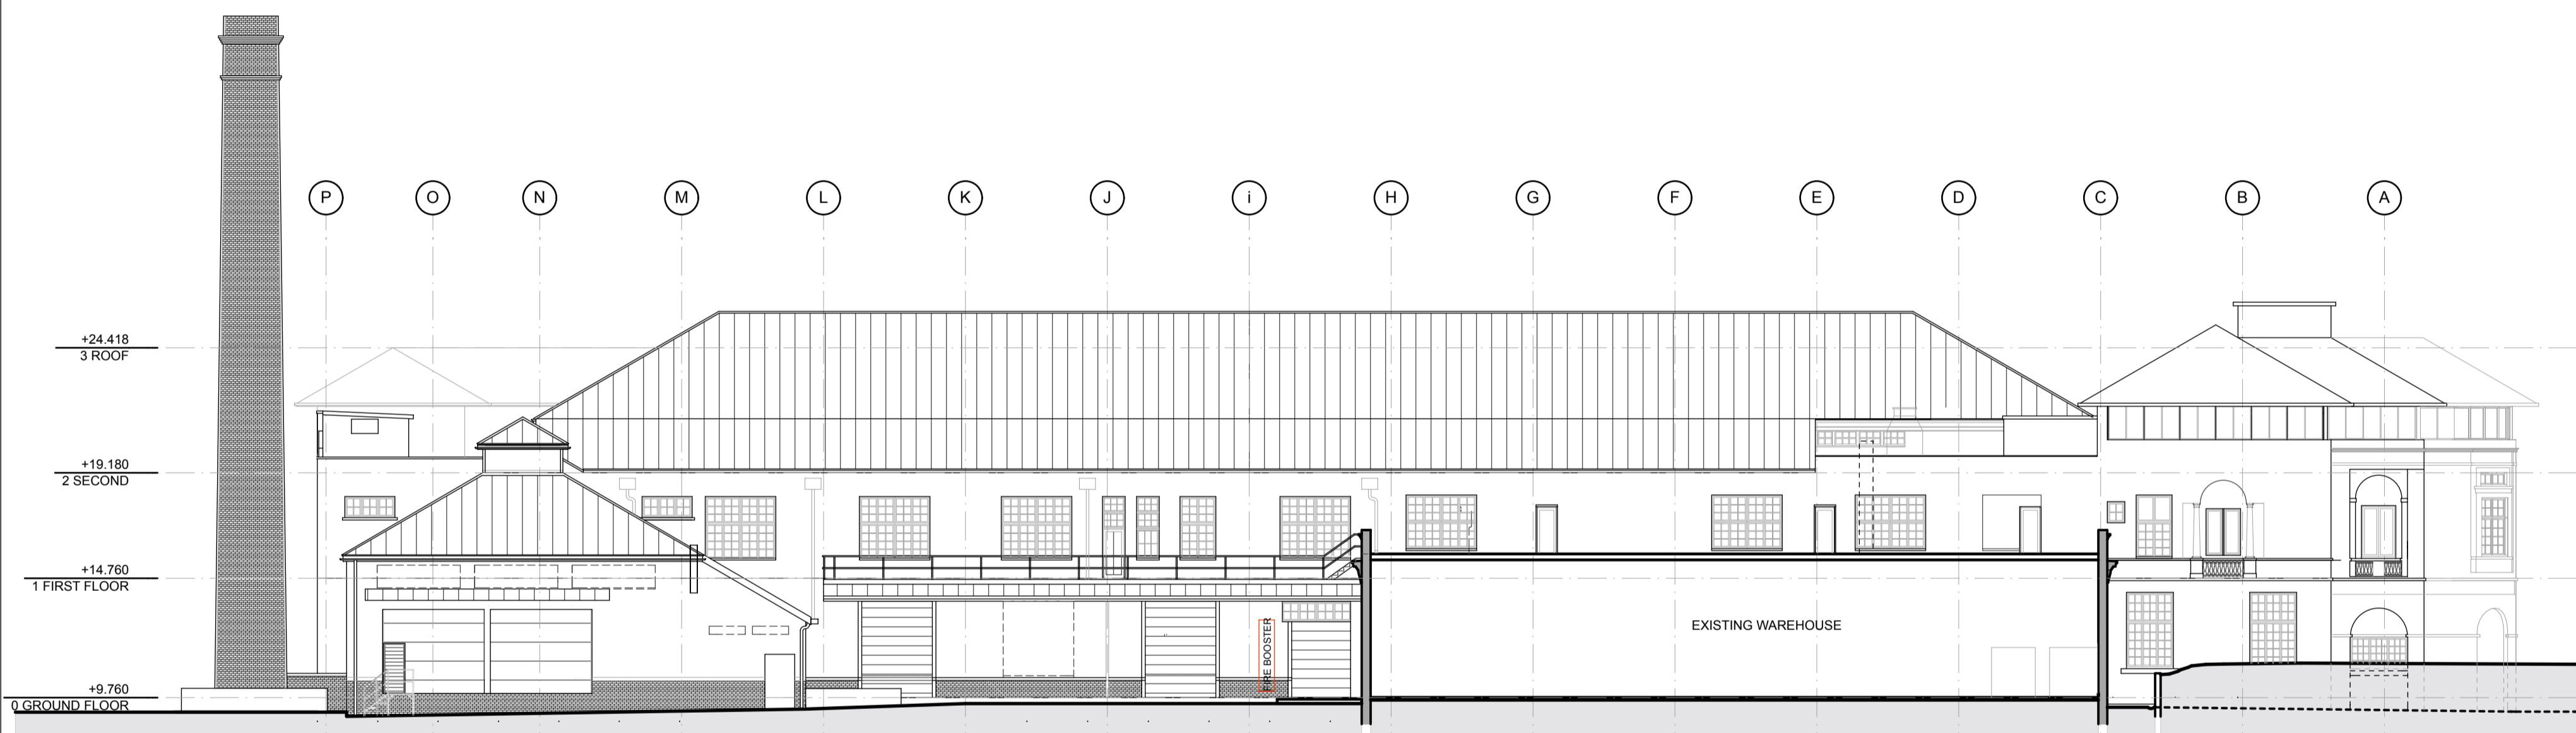 P O N M L K J i H G F E D C B A
+24.418
3 ROOF
+19.180
2 SECOND
+14.760
1 FIRST FLOOR
EXISTING WAREHOUSE
FIRE BOOSTER
+9.760
0 GROUND FLOOR